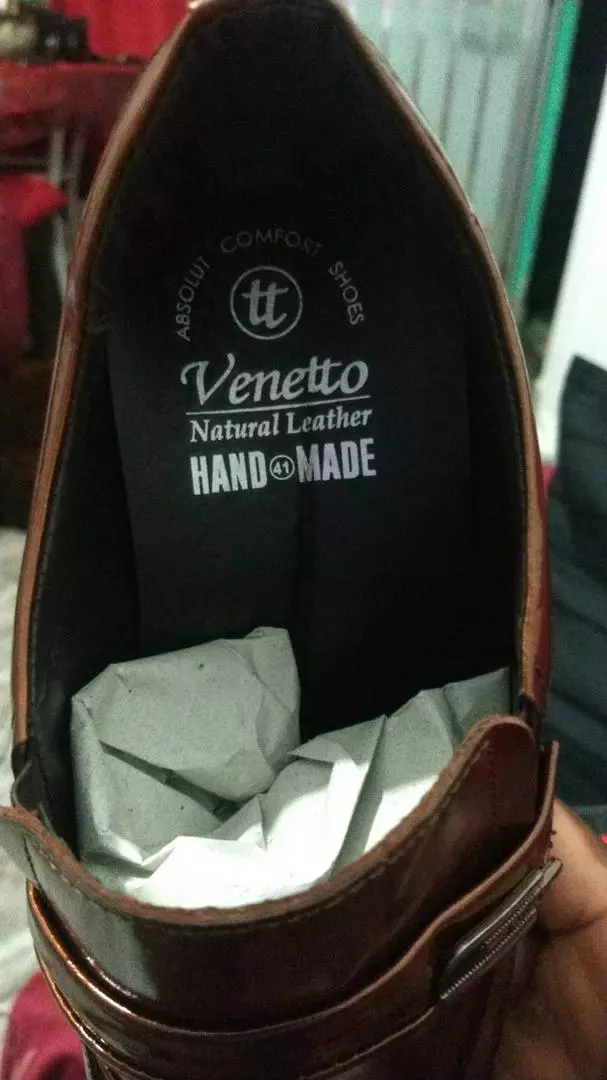 ABSOLUT COMFORT SHOES
tt
Venetto
Natural Leather
HAND 41 MADE